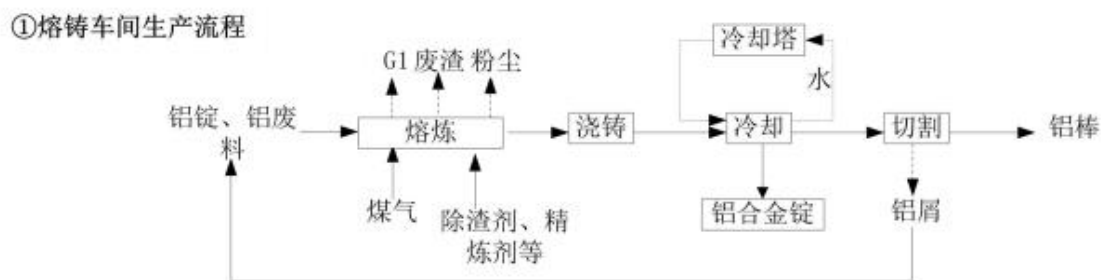 ①熔铸车间生产流程
冷却塔
G1 废渣 粉尘
水
铝锭、铝废
料
熔炼
浇铸
冷却
切割
铝棒
煤气
除渣剂、精
炼剂等
铝合金锭
铝屑